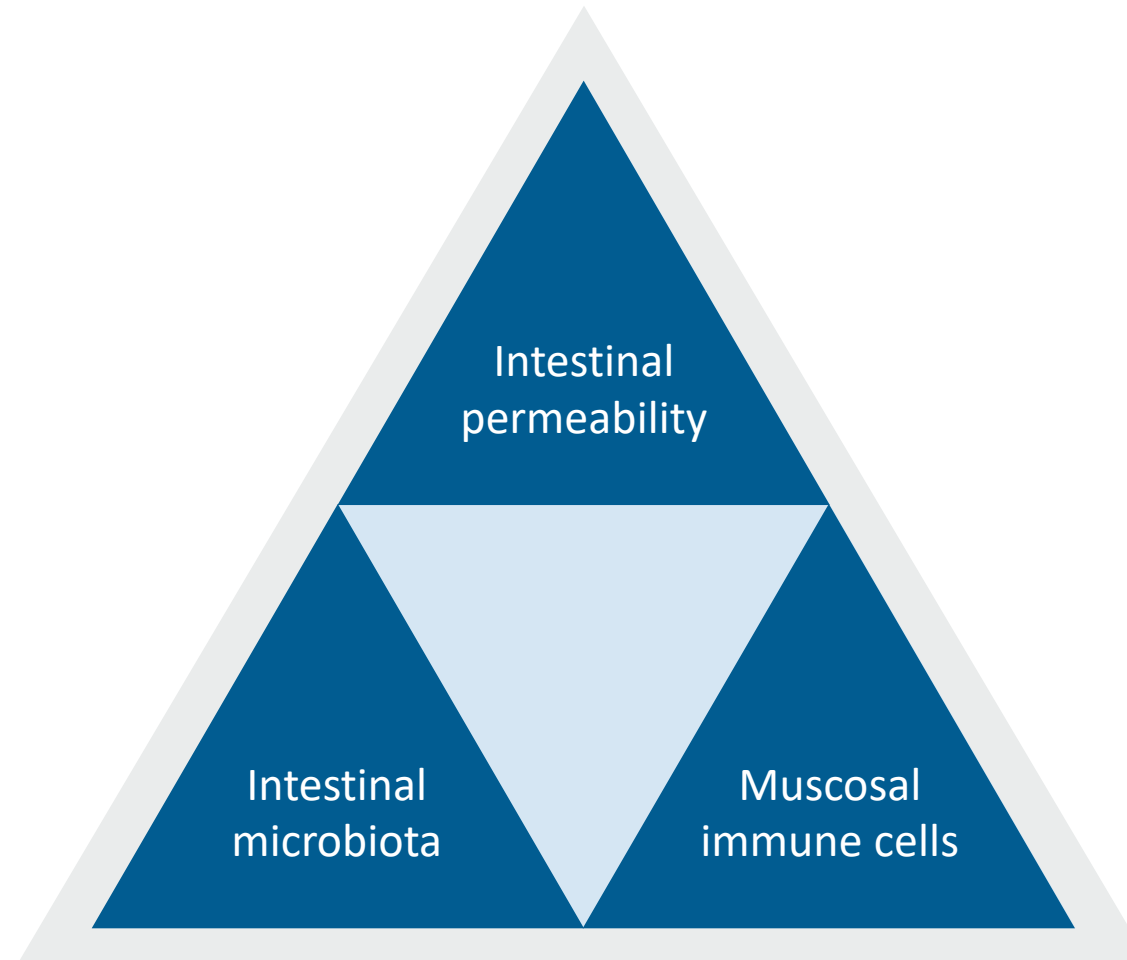 Intestinal
permeability
Intestinal
microbiota
Muscosal
immune cells